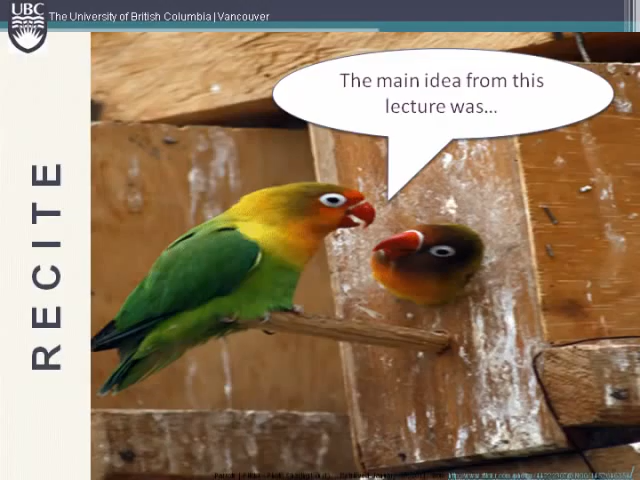 UBC
The University of British Columbia | Vancouver
The main idea from this
lecture was...
RECITE